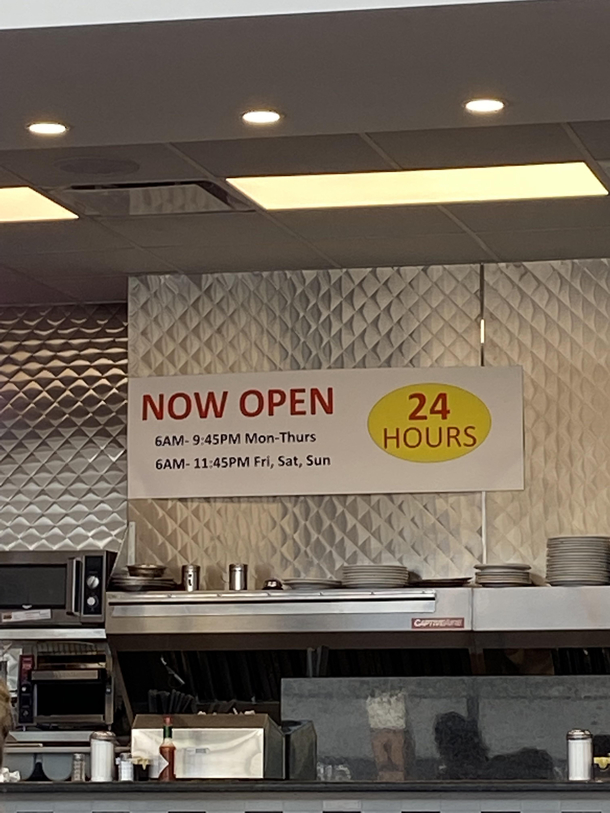 NOW OPEN
6AM- 9:45PM Mon-Thurs
6AM- 11:45PM Fri, Sat, Sun
24
HOURS
CAPTIVEAIRE